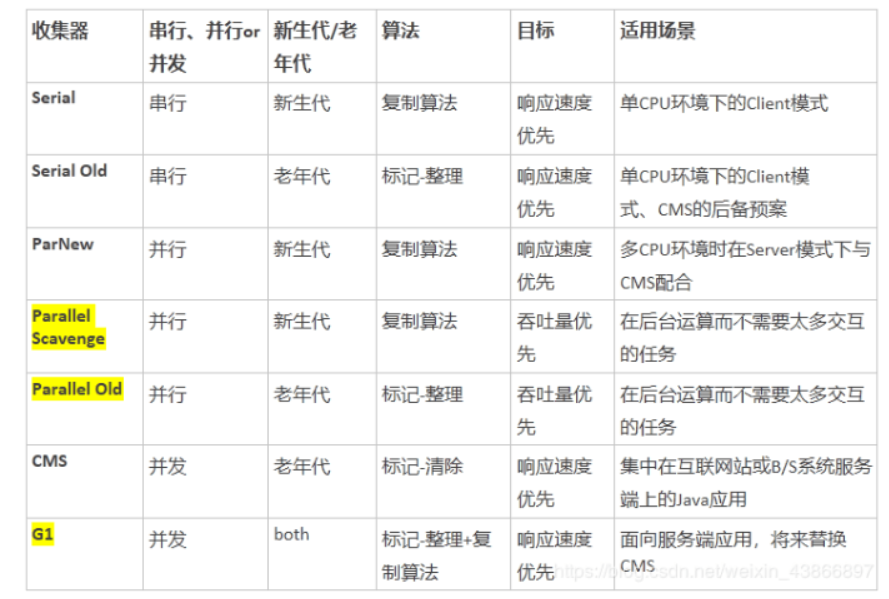 收集器 串行、并行or 新生代/老 算法 目标 适用场景
并发 年代
Serial 串行 新生代 复制算法 响应速度 单CPU环境下的Client模式
优先
Serial Old 串行 老年代 标记-整理 响应速度 单CPU环境下的Client模
优先 式、CMS的后备预案
ParNew 并行 新生代 复制算法 响应速度 多CPU环境时在Server模式下与
优先 CMS配合
Parallel 并行 新生代 复制算法 吞吐量优 在后台运算而不需要太多交互
Scavenge 先 的任务
Parallel Old 并行 老年代 标记-整理 吞吐量优 在后台运算而不需要太多交互
先 的任务
CMS 并发 老年代 标记-清除 响应速度 集中在互联网站或B/S系统服务
优先 端上的Java应用
G1 并发 both 标记-整理+复 响应速度 面向服务端应用，将来替换
制算法 优先 CMS
https://blog.csdn.net/weixin_43866897